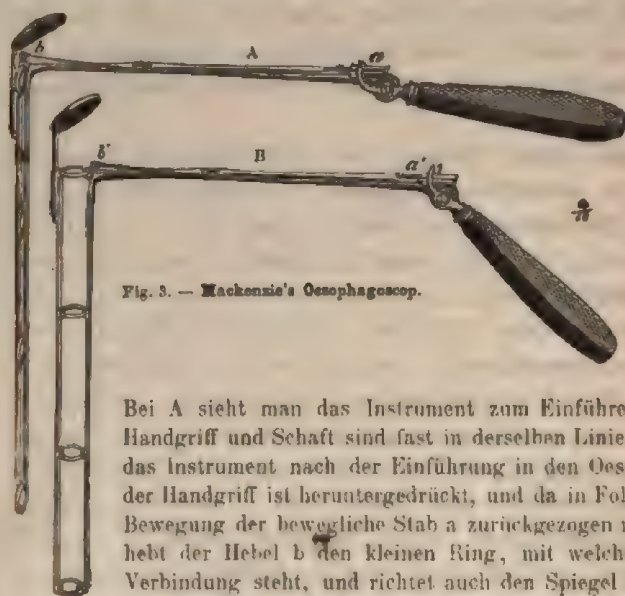 b A a
b' B a'
Fig. 3. — Mackenzie's Oesophagoscop.
Bei A sieht man das Instrument zum Einführe
Handgriff und Schaft sind fast in derselben Linie
das Instrument nach der Einführung in den Oes
der Handgriff ist heruntergedrückt, und da in Fol
Bewegung der bewegliche Stab a zurückgezogen
hebt der Hebel b den kleinen Ring, mit welch
Verbindung steht, und richtet auch den Spiegel